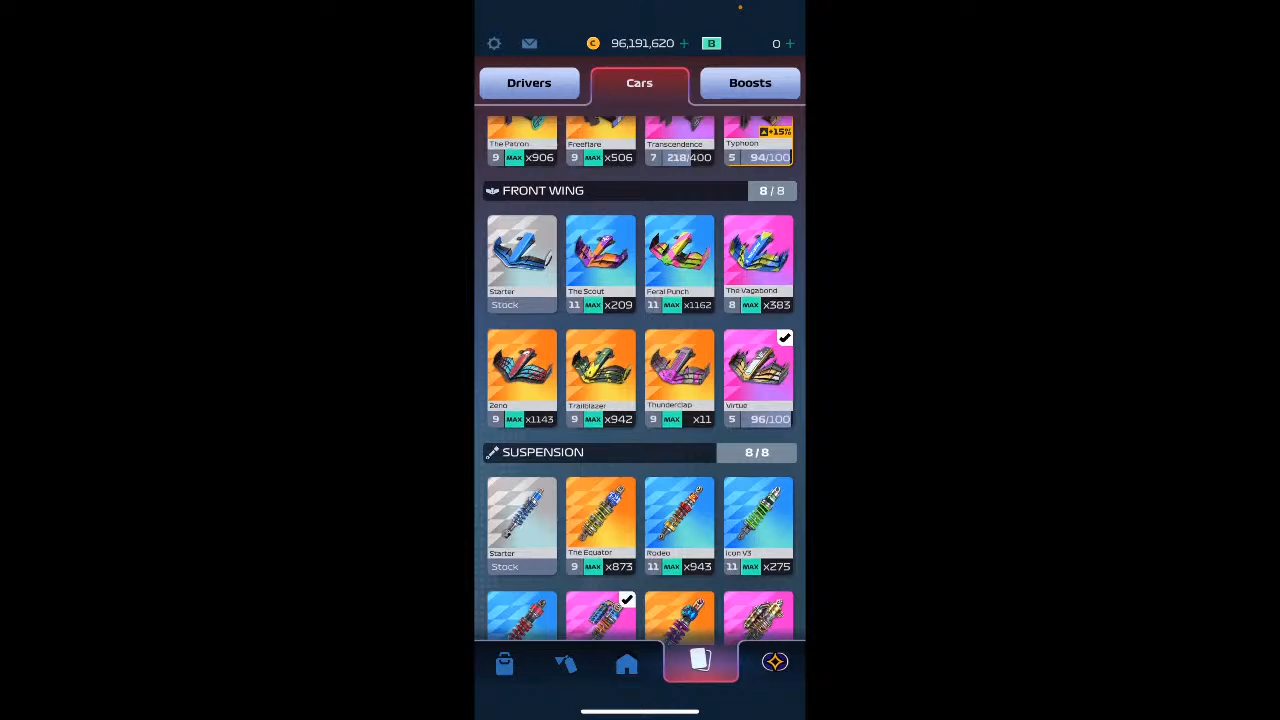 C 96,191,620 + B 0 +
Drivers Cars Boosts
+15%
The Patron Freeflare Transcendence Typhoon
9 MAX x906 9 MAX x506 7 218/400 5 94/100
FRONT WING 8/8
Starter The Scout Feral Punch The Vagabond
Stock 11 MAX x209 11 MAX x1162 8 MAX x383
Zeno Trailblazer Thunderclap Virtue
9 MAX x1143 9 MAX x942 9 MAX x11 5 96/100
SUSPENSION 8/8
Starter The Equator Rodeo Icon V3
Stock 9 MAX x873 11 MAX x943 11 MAX x275